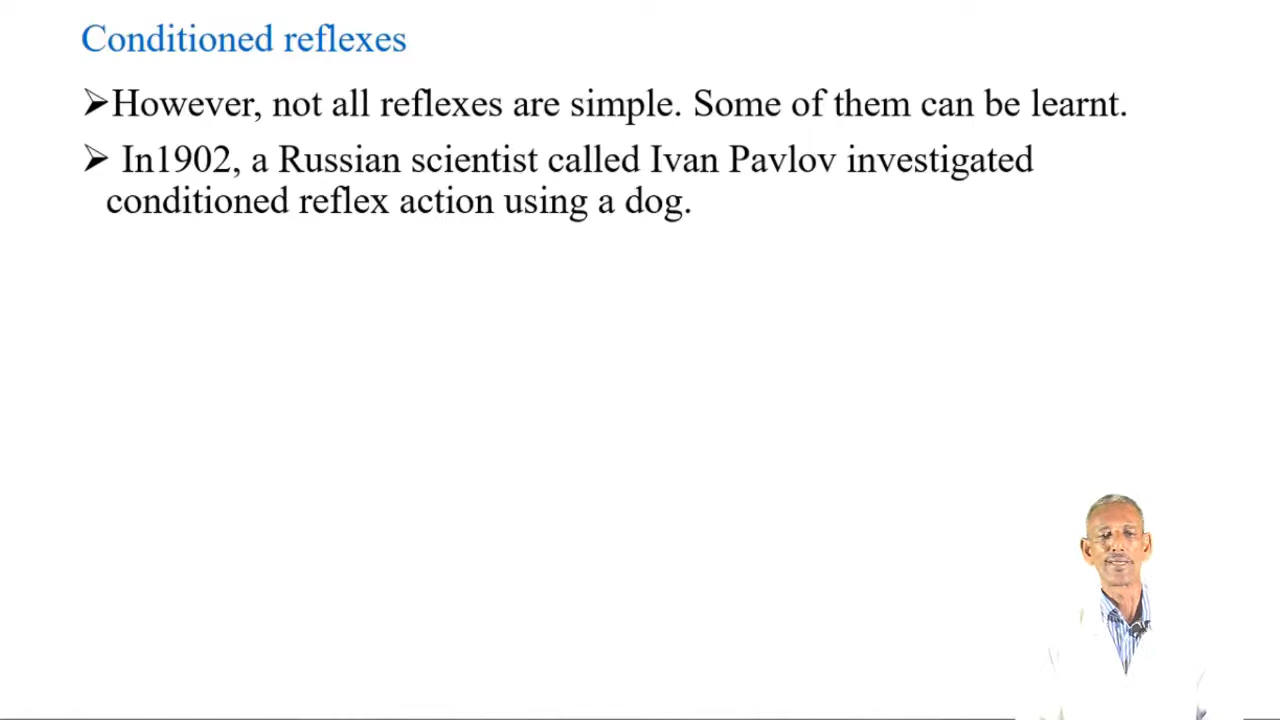 Conditioned reflexes
➢However, not all reflexes are simple. Some of them can be learnt.
➢ In1902, a Russian scientist called Ivan Pavlov investigated
conditioned reflex action using a dog.